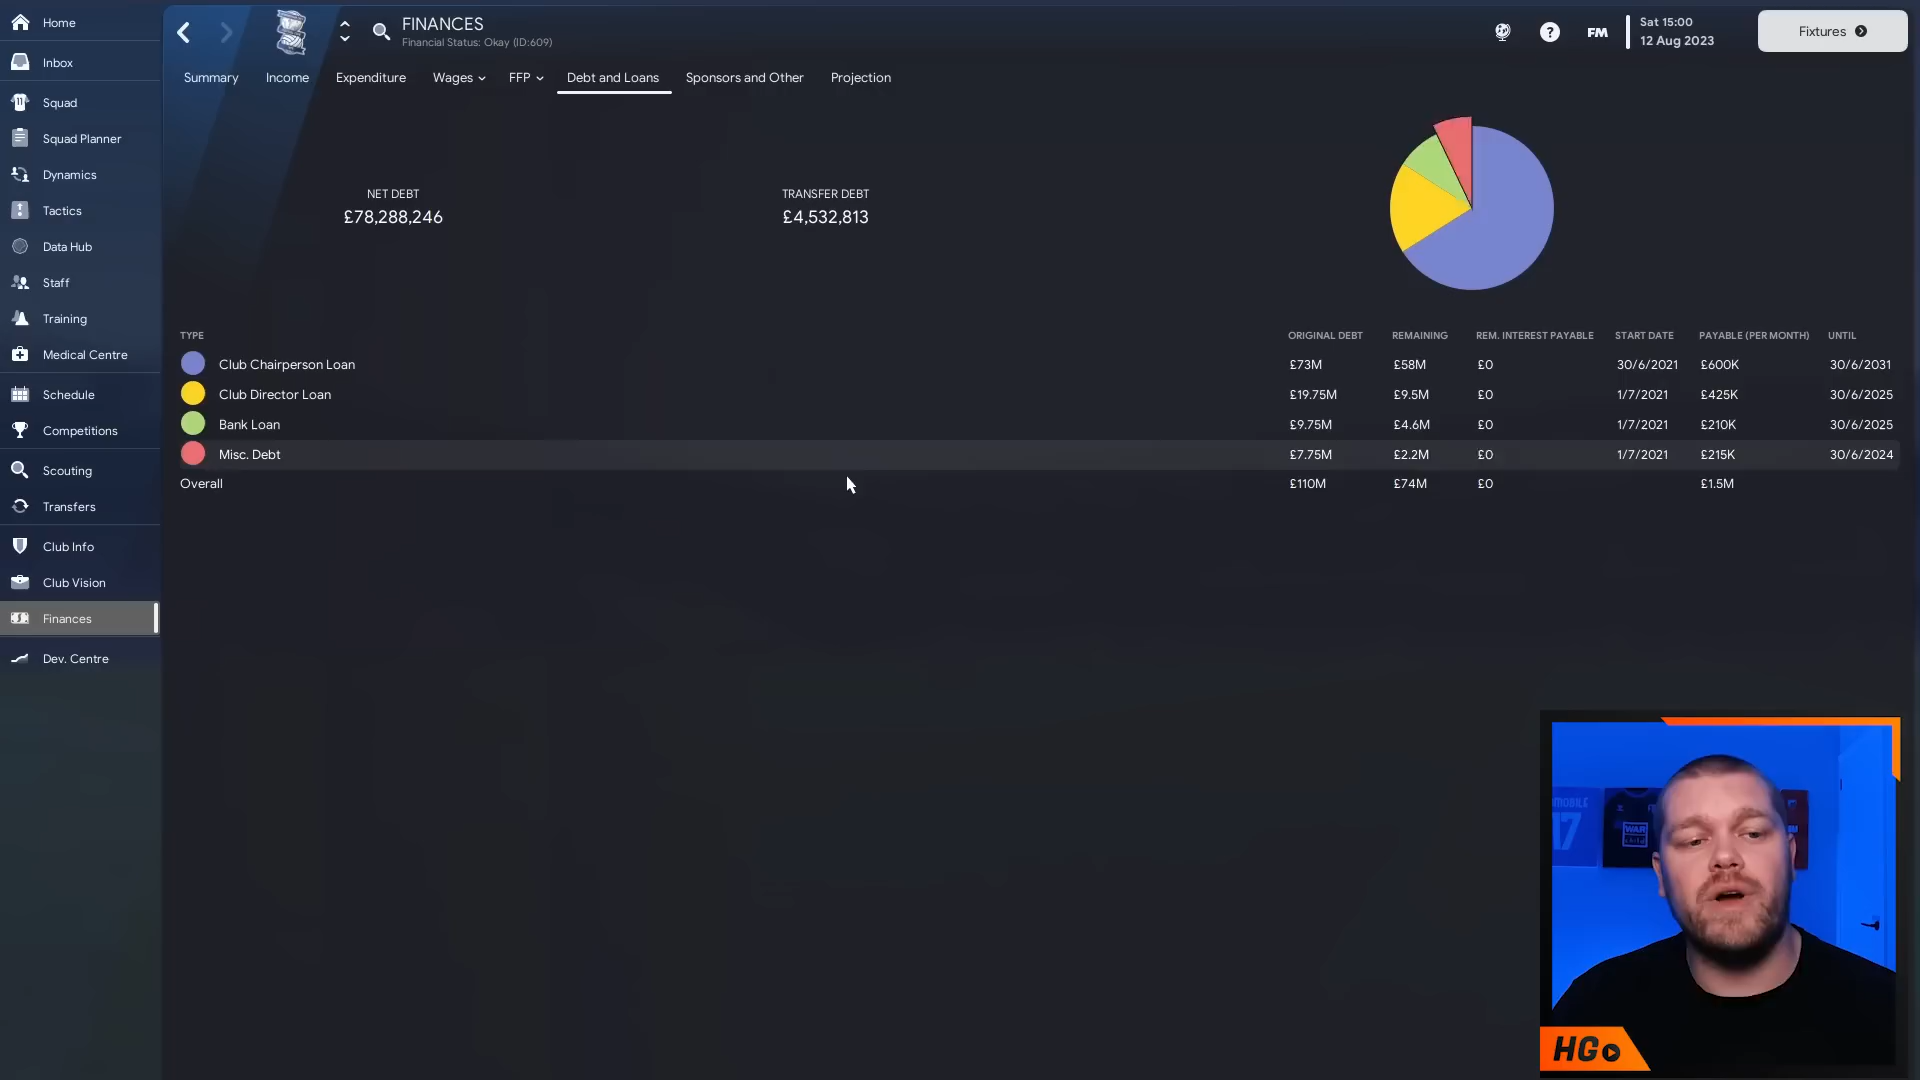 Home
Inbox
Squad
Squad Planner
Dynamics
Tactics
Data Hub
Staff
Training
Medical Centre
Schedule
Competitions
Scouting
Transfers
Club Info
Club Vision
Finances
Dev. Centre
FINANCES
Financial Status: Okay (ID:609)
? FM
Sat 15:00
12 Aug 2023
Fixtures
Summary Income Expenditure Wages FFP Debt and Loans Sponsors and Other Projection
NET DEBT
£78,288,246
TRANSFER DEBT
£4,532,813
TYPE ORIGINAL DEBT REMAINING REM. INTEREST PAYABLE START DATE PAYABLE (PER MONTH) UNTIL
Club Chairperson Loan £73M £58M £0 30/6/2021 £600K 30/6/2031
Club Director Loan £19.75M £9.5M £0 1/7/2021 £425K 30/6/2025
Bank Loan £9.75M £4.6M £0 1/7/2021 £210K 30/6/2025
Misc. Debt £7.75M £2.2M £0 1/7/2021 £215K 30/6/2024
Overall £110M £74M £0 £1.5M
17
WAR
child
HG